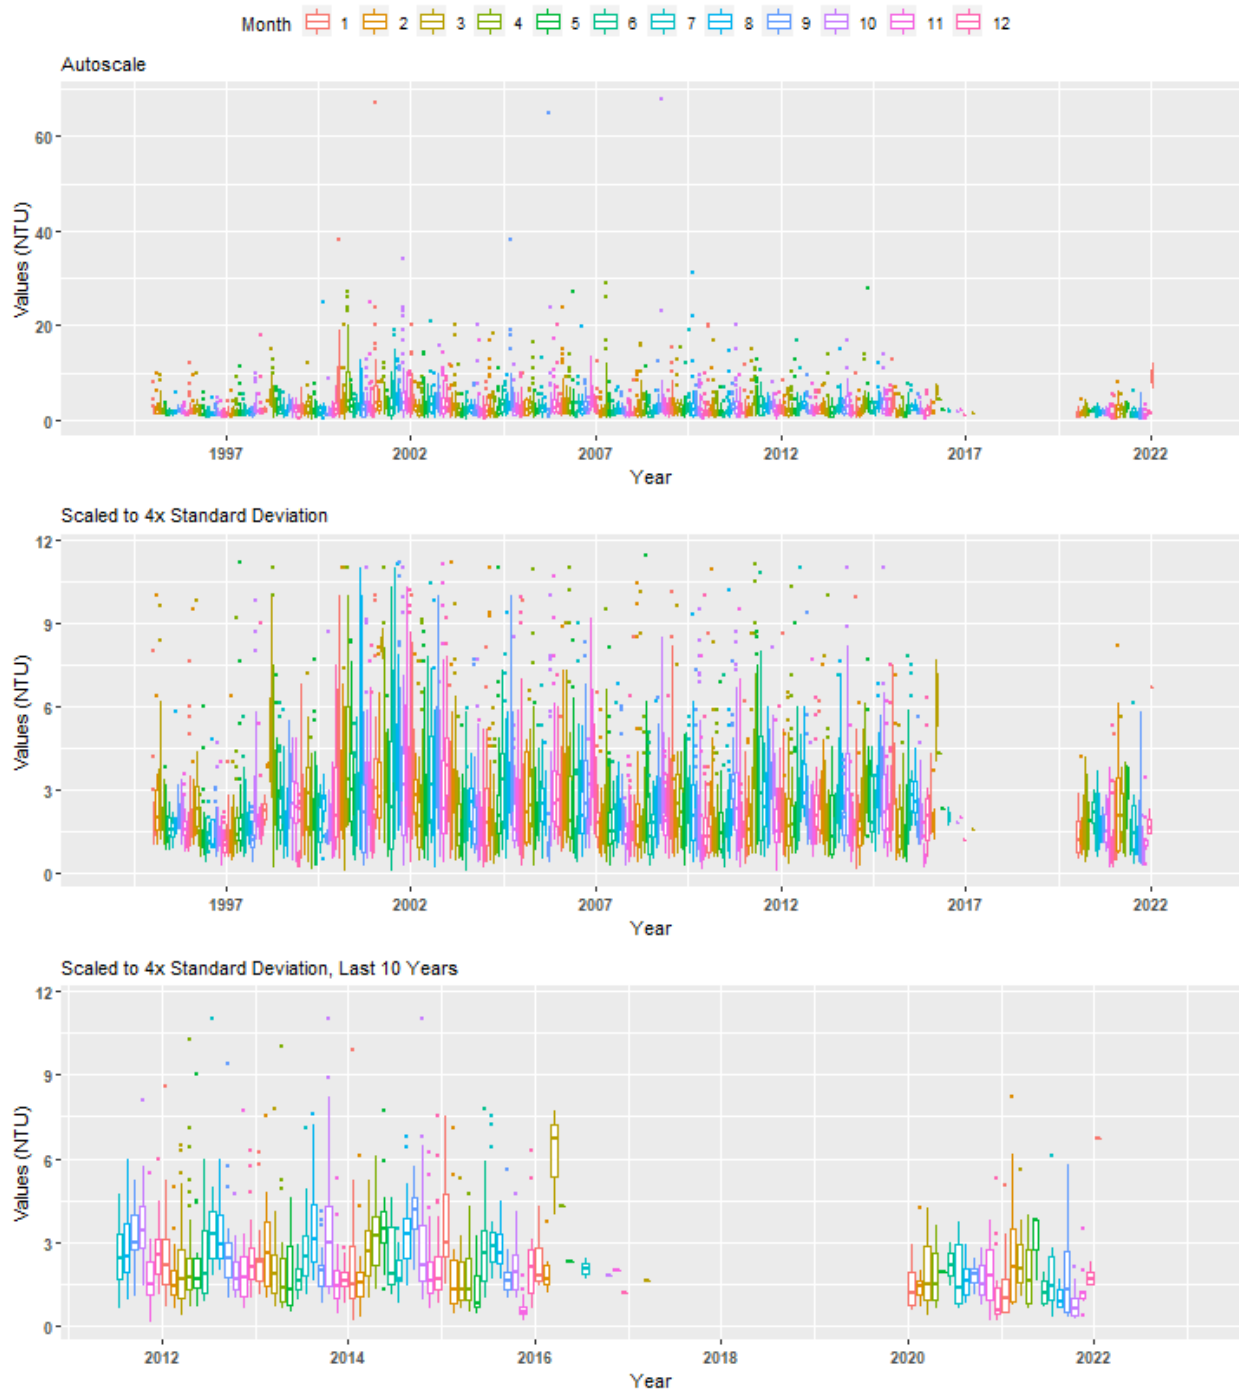 Month 1 2 3 4 5 6 7 8 9 10 11 12
Autoscale
60
40
20
0
Values (NTU)
1997 2002 2007 2012 2017 2022
Year
Scaled to 4x Standard Deviation
12
9
6
3
0
Values (NTU)
1997 2002 2007 2012 2017 2022
Year
Scaled to 4x Standard Deviation, Last 10 Years
12
9
6
3
0
Values (NTU)
2012 2014 2016 2018 2020 2022
Year